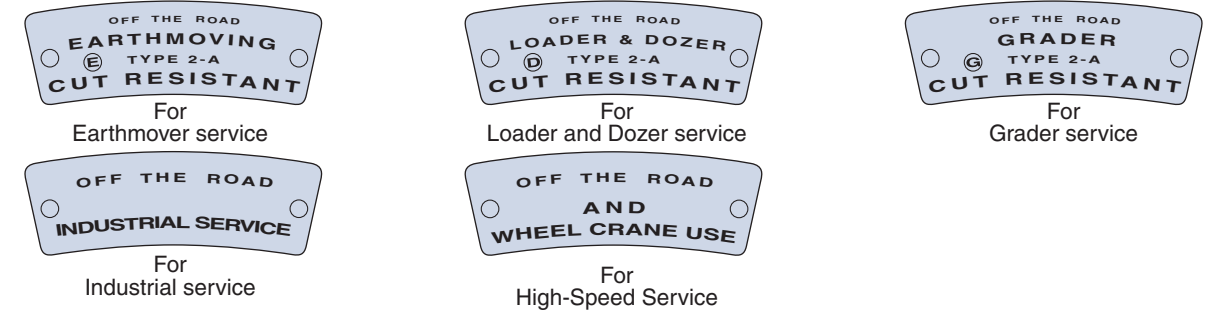 OFF THE ROAD
EARTHMOVING
E TYPE 2-A
CUT RESISTANT
For
Earthmover service
OFF THE ROAD
LOADER & DOZER
D TYPE 2-A
CUT RESISTANT
For
Loader and Dozer service
OFF THE ROAD
GRADER
G TYPE 2-A
CUT RESISTANT
For
Grader service
OFF THE ROAD
INDUSTRIAL SERVICE
For
Industrial service
OFF THE ROAD
AND
WHEEL CRANE USE
For
High-Speed Service